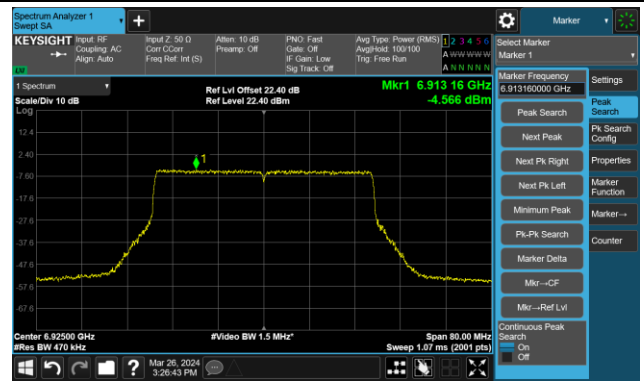 Spectrum Analyzer 1
Swept SA
Marker
KEYSIGHT Input: RF Input Z: 50 Ω Atten: 10 dB PNO: Fast Avg Type: Power (RMS) 1 2 3 4 5 6
Coupling: AC Corr CCorr Preamp: Off Gate: Off Avg|Hold: 100/100 A W W W W W
Align: Auto Freq Ref: Int (S) IF Gain: Low Trig: Free Run
Sig Track: Off A N N N N N
Select Marker
Marker 1
1 Spectrum Ref Lvl Offset 22.40 dB Mkr1 6.913 16 GHz
Scale/Div 10 dB Ref Level 22.40 dBm -4.566 dBm
Log
12.4
2.40
-7.60
-17.6
-27.6
-37.6
-47.6
-57.6
-67.6
1
Center 6.92500 GHz #Video BW 1.5 MHz* Span 80.00 MHz
#Res BW 470 kHz Sweep 1.07 ms (2001 pts)
Marker Frequency
6.913160000 GHz
Peak Search
Next Peak
Next Pk Right
Next Pk Left
Minimum Peak
Pk-Pk Search
Marker Delta
Mkr→CF
Mkr→Ref Lvl
Continuous Peak
Search
On
Off
Settings
Peak
Search
Pk Search
Config
Properties
Marker
Function
Marker→
Counter
? Mar 26, 2024
3:26:43 PM